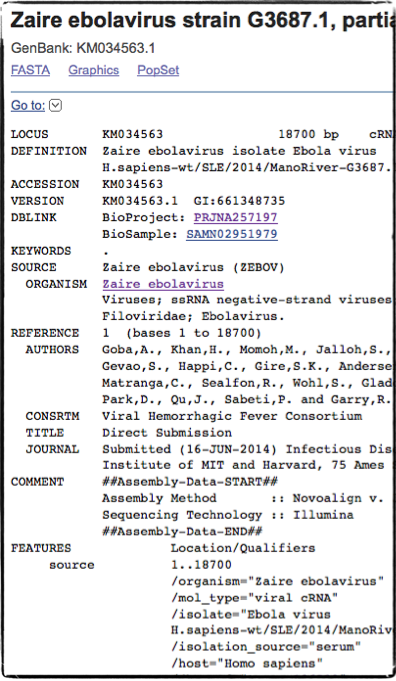 Zaire ebolavirus strain G3687.1, partia
GenBank: KM034563.1
FASTA Graphics PopSet
Go to:
LOCUS KM034563 18700 bp cRN
DEFINITION Zaire ebolavirus isolate Ebola virus
H.sapiens-wt/SLE/2014/ManoRiver-G3687.
ACCESSION KM034563
VERSION KM034563.1 GI:661348735
DBLINK BioProject: PRJNA257197
BioSample: SAMN02951979
KEYWORDS .
SOURCE Zaire ebolavirus (ZEBOV)
ORGANISM Zaire ebolavirus
Viruses; ssRNA negative-strand viruses
Filoviridae; Ebolavirus.
REFERENCE 1 (bases 1 to 18700)
AUTHORS Goba,A., Khan,H., Momoh,M., Jalloh,S.,
Gevao,S., Happi,C., Gire,S.K., Anderse
Matranga,C., Sealfon,R., Wohl,S., Glad
Park,D., Qu,J., Sabeti,P. and Garry,R.
CONSRTM Viral Hemorrhagic Fever Consortium
TITLE Direct Submission
JOURNAL Submitted (16-JUN-2014) Infectious Dis
Institute of MIT and Harvard, 75 Ames
COMMENT ##Assembly-Data-START##
Assembly Method :: Novoalign v.
Sequencing Technology :: Illumina
##Assembly-Data-END##
FEATURES Location/Qualifiers
source 1..18700
/organism="Zaire ebolavirus"
/mol_type="viral cRNA"
/isolate="Ebola virus
H.sapiens-wt/SLE/2014/ManoRiv
/isolation_source="serum"
/host="Homo sapiens"